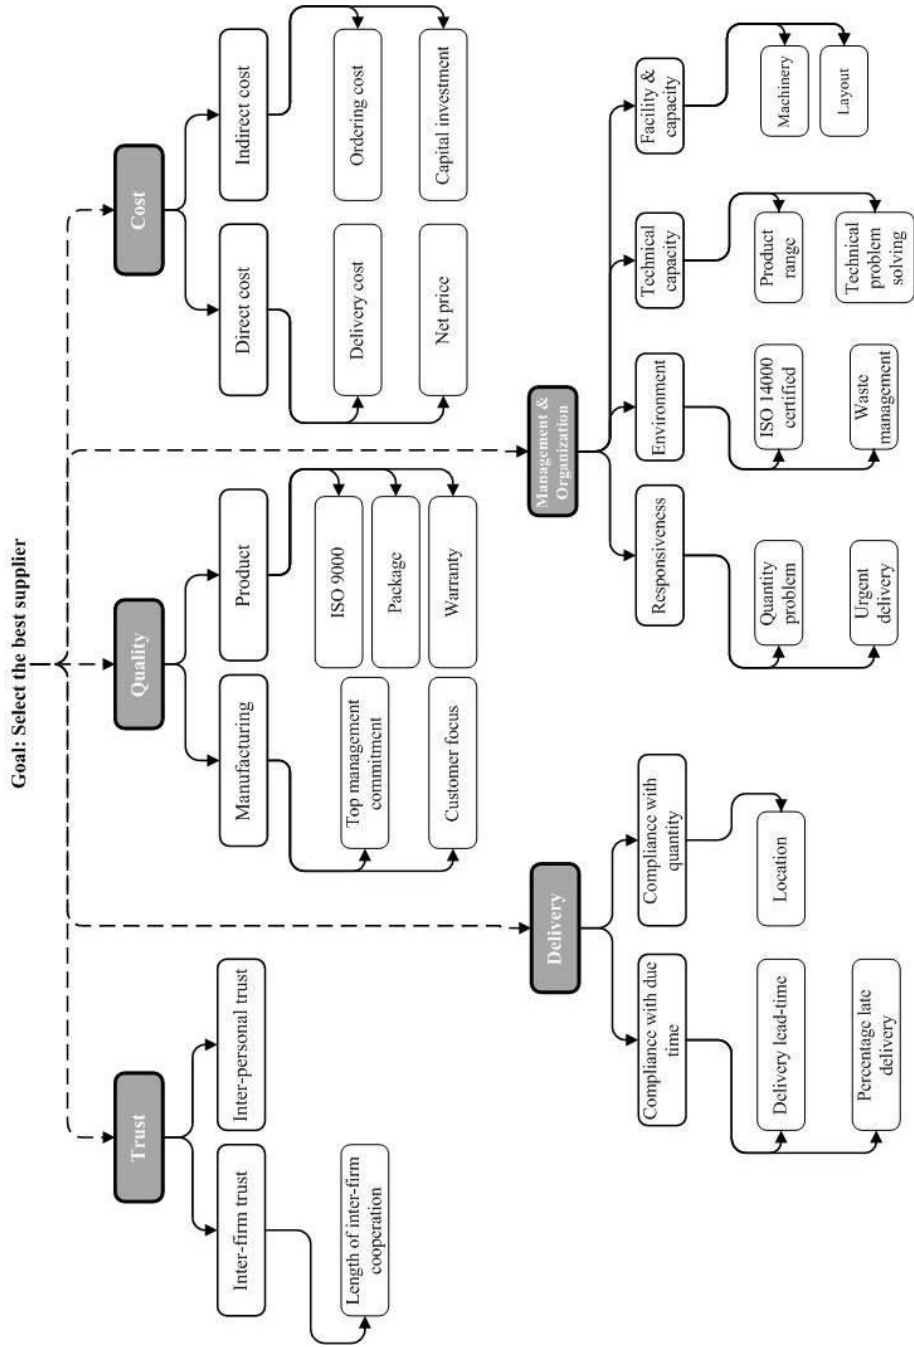 Goal: Select the best supplier
Trust
Quality
Cost
Inter-firm trust
Inter-personal trust
Manufacturing
Product
Direct cost
Indirect cost
Length of inter-firm
cooperation
Top management
commitment
Customer focus
ISO 9000
Package
Warranty
Delivery cost
Net price
Ordering cost
Capital investment
Delivery
Management &
Organization
Compliance with due
time
Compliance with
quantity
Responsiveness
Environment
Technical
capacity
Facility &
capacity
Delivery lead-time
Percentage late
delivery
Location
Quantity
problem
Urgent
delivery
ISO 14000
certified
Waste
management
Product
range
Technical
problem
solving
Machinery
Layout